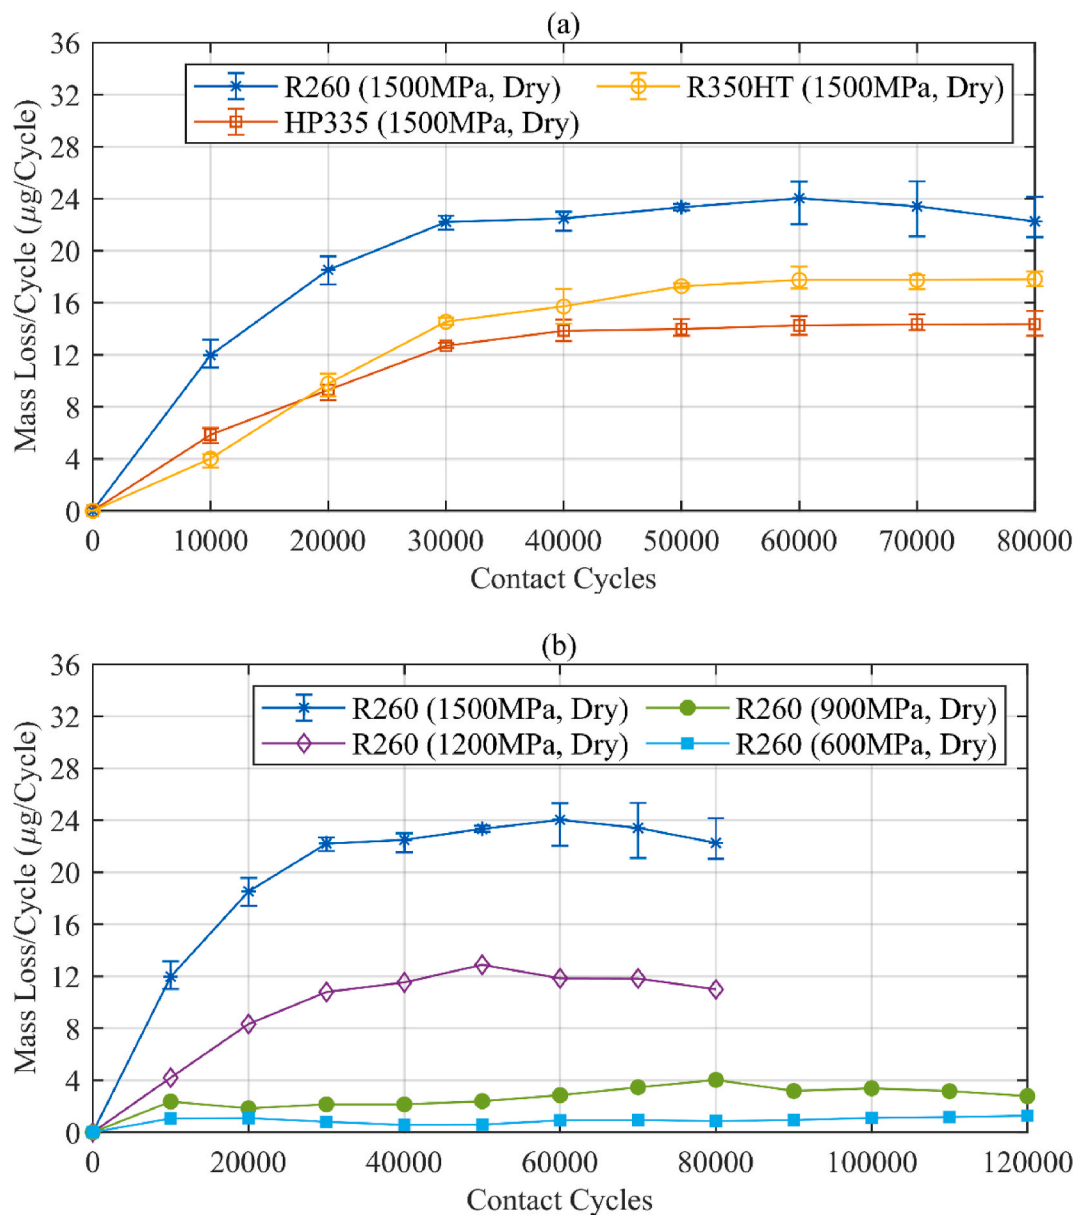 (a)
36
32
28
24
20
16
12
8
4
0
Mass Loss/Cycle (μg/Cycle)
R260 (1500MPa, Dry)
R350HT (1500MPa, Dry)
HP335 (1500MPa, Dry)
0 10000 20000 30000 40000 50000 60000 70000 80000
Contact Cycles
(b)
36
32
28
24
20
16
12
8
4
0
Mass Loss/Cycle (μg/Cycle)
R260 (1500MPa, Dry)
R260 (900MPa, Dry)
R260 (1200MPa, Dry)
R260 (600MPa, Dry)
0 20000 40000 60000 80000 100000 120000
Contact Cycles